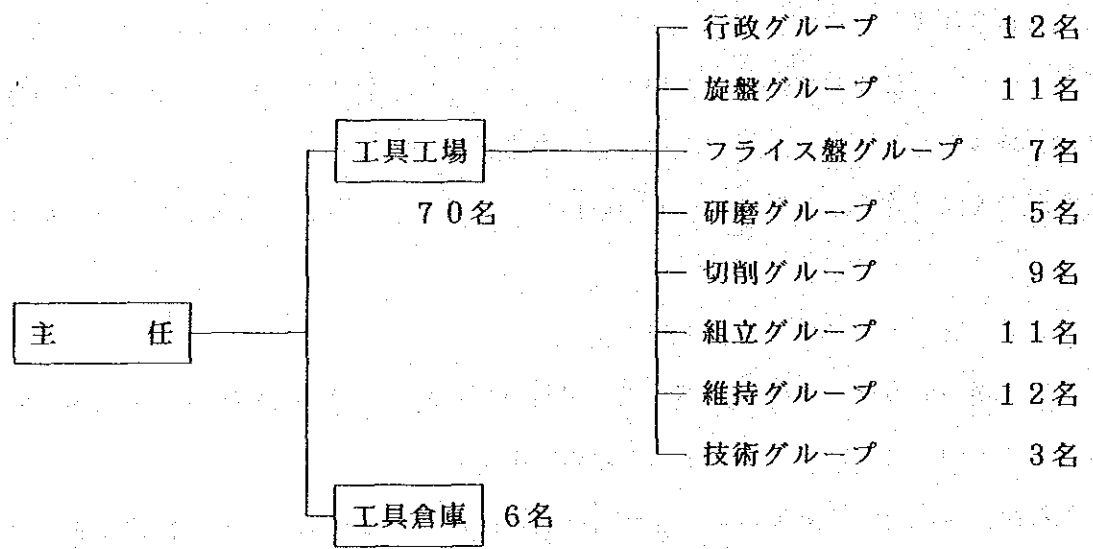 行政グループ 12名
旋盤グループ 11名
工具工場 フライス盤グループ 7名
70名 研磨グループ 5名
切削グループ 9名
主任 組立グループ 11名
維持グループ 12名
技術グループ 3名
工具倉庫 6名